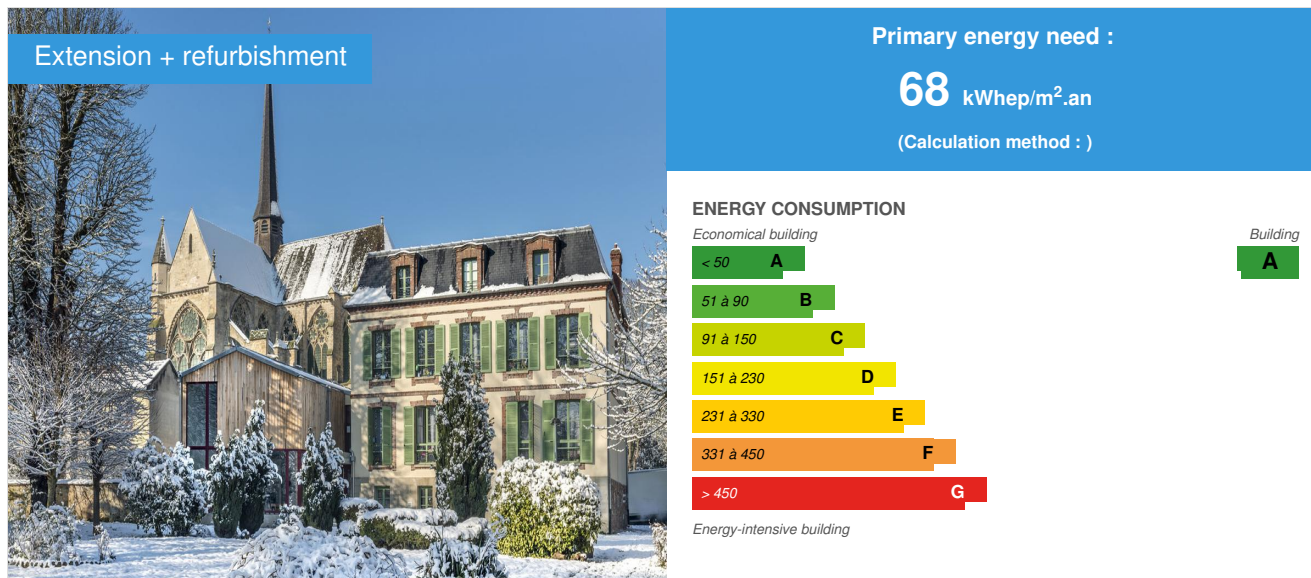 Extension + refurbishment
Primary energy need :
68 kWhep/m².an
(Calculation method : )
ENERGY CONSUMPTION
Economical building
Building
< 50 A
A
51 à 90 B
91 à 150 C
151 à 230 D
231 à 330 E
331 à 450 F
> 450 G
Energy-intensive building